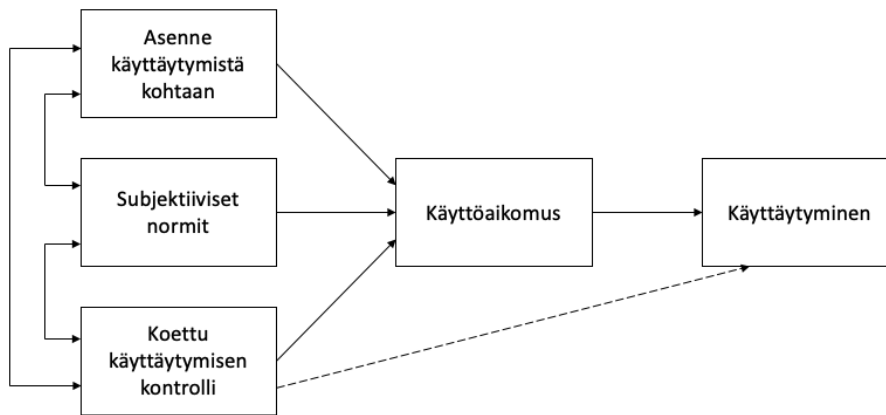 Asenne
käyttäytymistä
kohtaan
Subjektiiviset
normit
Käyttöaikomus
Käyttäytyminen
Koettu
käyttäytymisen
kontrolli